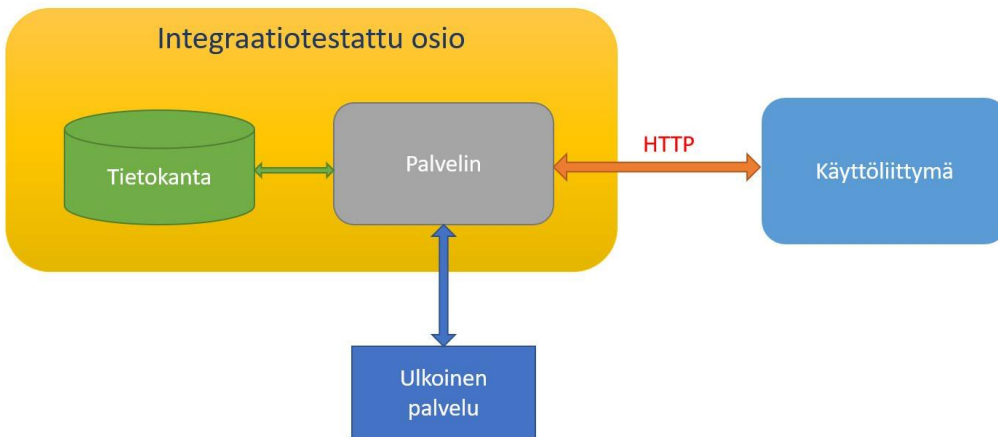 Integraatiotestattu osio
Tietokanta
Palvelin
HTTP
Käyttöliittymä
Ulkoinen
palvelu